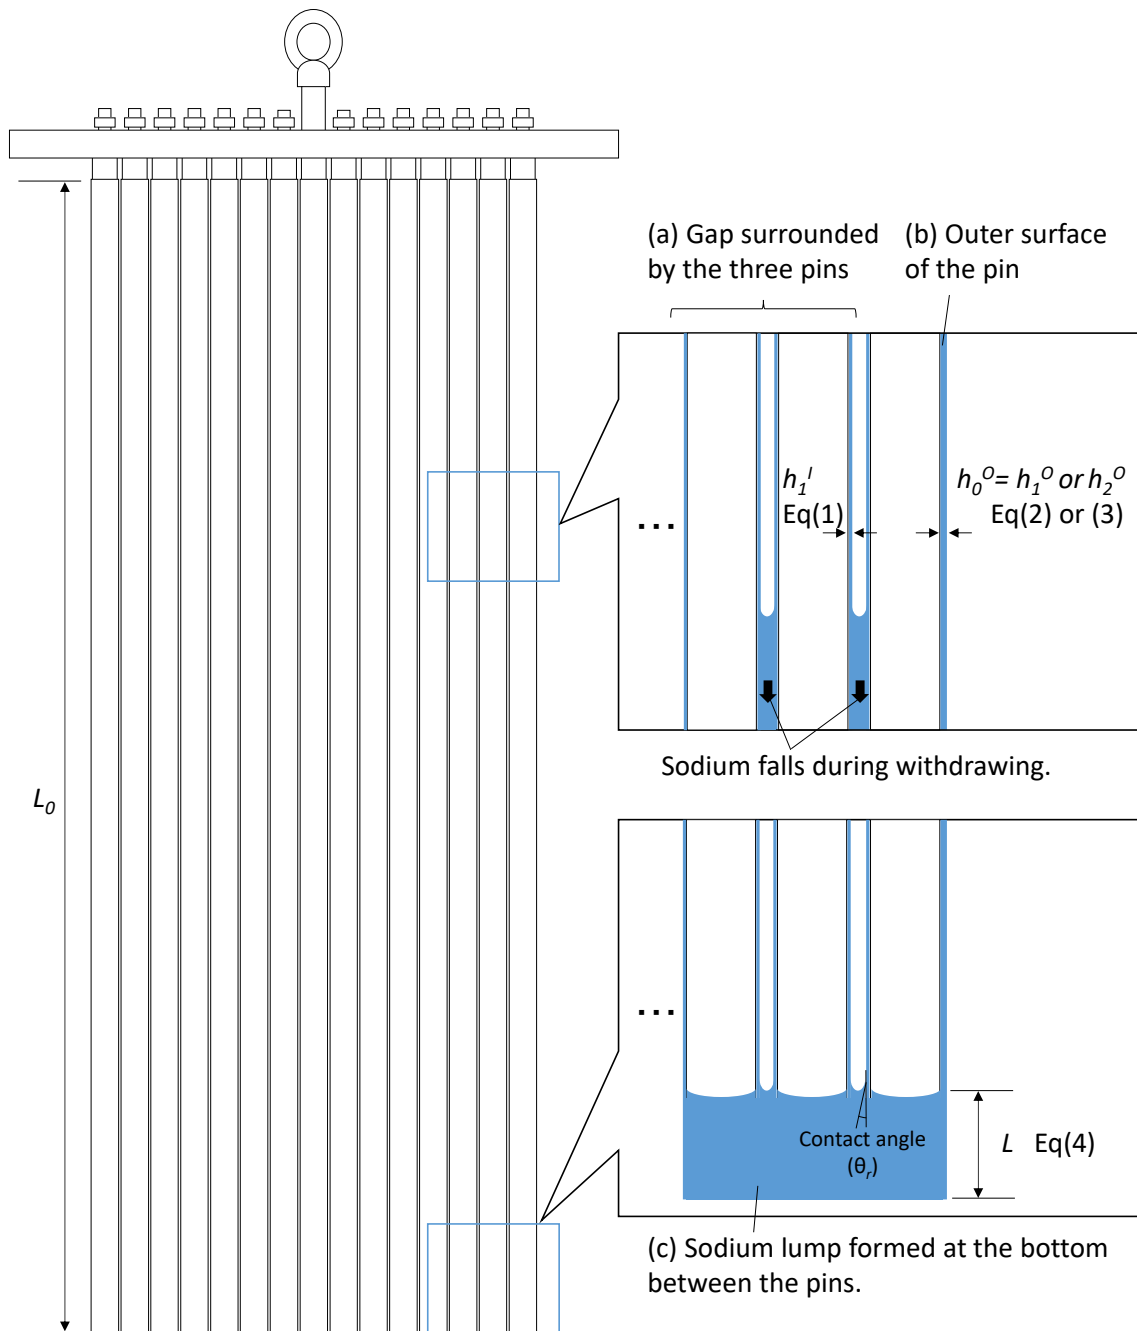 (a) Gap surrounded
by the three pins
(b) Outer surface
of the pin
h₁ᴵ
Eq(1)
h₀ᴼ= h₁ᴼ or h₂ᴼ
Eq(2) or (3)
...
Sodium falls during withdrawing.
L₀
...
Contact angle
(θᵣ)
L Eq(4)
(c) Sodium lump formed at the bottom
between the pins.